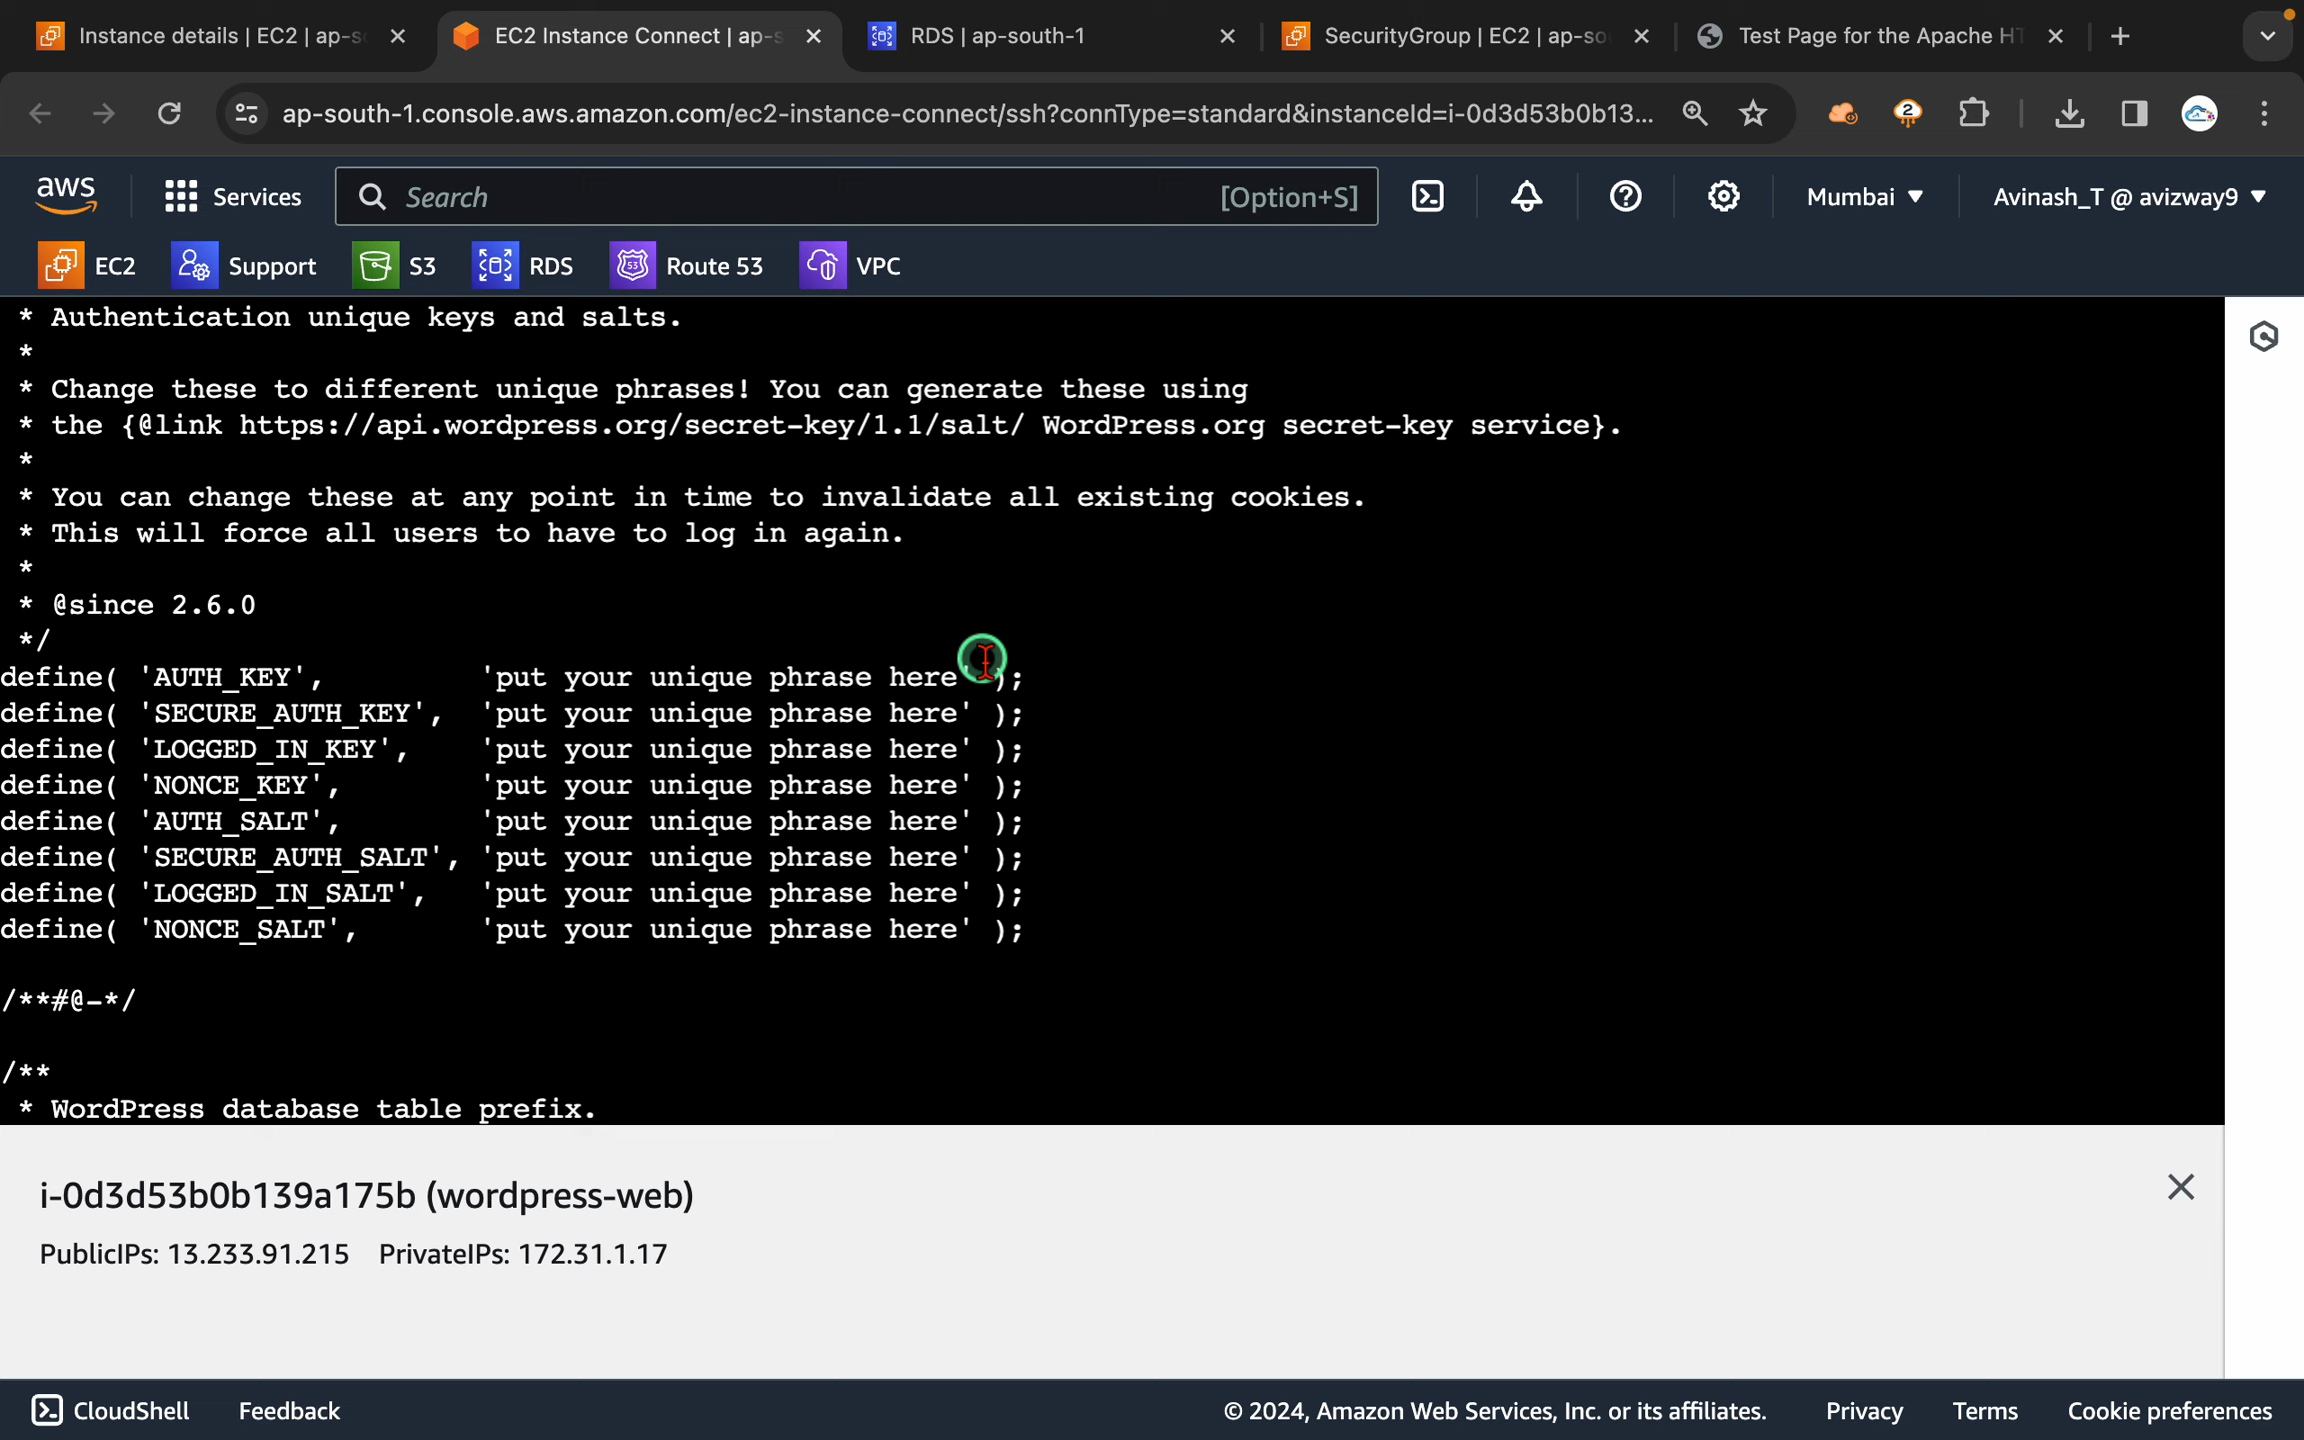 Instance details | EC2 | ap-s
EC2 Instance Connect | ap-s
RDS | ap-south-1
SecurityGroup | EC2 | ap-so
Test Page for the Apache HT
ap-south-1.console.aws.amazon.com/ec2-instance-connect/ssh?connType=standard&instanceId=i-0d3d53b0b13...
2
aws
Services
Search
[Option+S]
Mumbai
Avinash_T @ avizway9
EC2
Support
S3
RDS
53
Route 53
VPC
* Authentication unique keys and salts.
*
* Change these to different unique phrases! You can generate these using
* the {@link https://api.wordpress.org/secret-key/1.1/salt/ WordPress.org secret-key service}.
*
* You can change these at any point in time to invalidate all existing cookies.
* This will force all users to have to log in again.
*
* @since 2.6.0
*/
define( 'AUTH_KEY',         'put your unique phrase here' );
define( 'SECURE_AUTH_KEY',  'put your unique phrase here' );
define( 'LOGGED_IN_KEY',    'put your unique phrase here' );
define( 'NONCE_KEY',        'put your unique phrase here' );
define( 'AUTH_SALT',        'put your unique phrase here' );
define( 'SECURE_AUTH_SALT', 'put your unique phrase here' );
define( 'LOGGED_IN_SALT',   'put your unique phrase here' );
define( 'NONCE_SALT',       'put your unique phrase here' );
/**#@-*/
/**
* WordPress database table prefix.
i-0d3d53b0b139a175b (wordpress-web)
PublicIPs: 13.233.91.215 PrivateIPs: 172.31.1.17
CloudShell
Feedback
© 2024, Amazon Web Services, Inc. or its affiliates.
Privacy
Terms
Cookie preferences